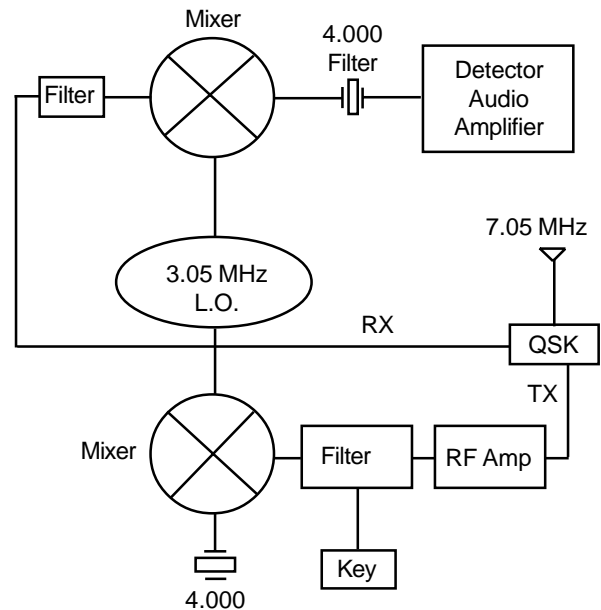 Mixer
4.000
Filter
Filter
Detector
Audio
Amplifier
7.05 MHz
3.05 MHz
L.O.
RX
QSK
TX
Mixer
Filter
RF Amp
Key
4.000